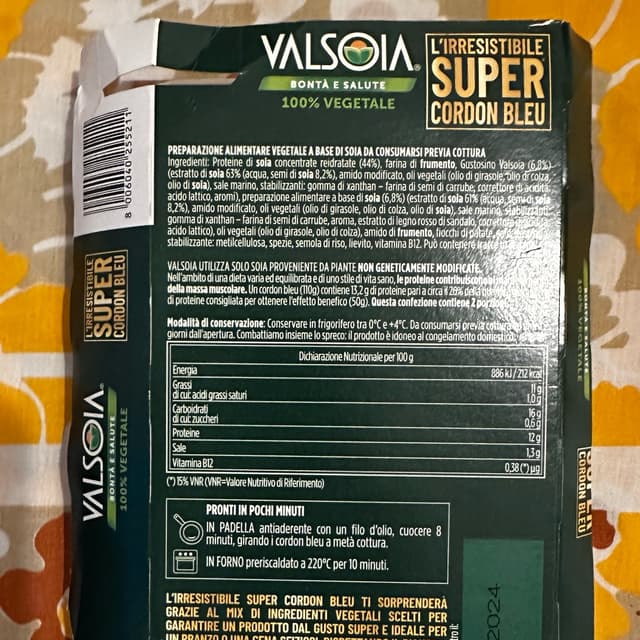 VALSOIA®
BONTÀ E SALUTE
100% VEGETALE
L'IRRESISTIBILE
SUPER
CORDON BLEU
8 006040 255211
PREPARAZIONE ALIMENTARE VEGETALE A BASE DI SOIA DA CONSUMARSI PREVIA COTTURA
Ingredienti: Proteine di soia concentrate reidratate (44%), farina di frumento, Gustosino Valsoia (6,8%)
(estratto di soia 63% (acqua, semi di soia 8,2%), amido modificato, oli vegetali (olio di girasole, olio di colza,
olio di soia), sale marino, stabilizzanti: gomma di xanthan – farina di semi di carrube, correttore di acidità:
acido lattico, aromi), preparazione alimentare a base di soia (6,8%) (estratto di soia 61% (acqua, semi di soia
8,2%), amido modificato, oli vegetali (olio di girasole, olio di colza, olio di soia), sale marino, stabilizzanti:
gomma di xanthan – farina di semi di carrube, aroma, estratto di legno rosso di sandalo, correttore
acido lattico), oli vegetali (olio di girasole, olio di colza), amido di frumento, fiocchi di patate,
stabilizzante: metilcellulosa, spezie, semola di riso, lievito, vitamina B12. Può contenere tracce
VALSOIA UTILIZZA SOLO SOIA PROVENIENTE DA PIANTE NON GENETICAMENTE MODIFICATE.
Nell'ambito di una dieta varia ed equilibrata e di uno stile di vita sano, le proteine contribuiscono
della massa muscolare. Un cordon bleu (110g) contiene 13,2 g di proteine pari a circa il 26% della
di proteine consigliata per ottenere l'effetto benefico (50g). Questa confezione contiene 2 porzioni
Modalità di conservazione: Conservare in frigorifero tra 0°C e +4°C. Da consumarsi previa cottura
giorni dall'apertura. Combattiamo insieme lo spreco: il prodotto è idoneo al congelamento domestico.
Dichiarazione Nutrizionale per 100 g
Energia 886 kJ / 212 kcal
Grassi 11 g
di cui: acidi grassi saturi 1,0 g
Carboidrati 16 g
di cui: zuccheri 0,6 g
Proteine 12 g
Sale 1,3 g
Vitamina B12 0,38 (*) µg
(*) 15% VNR (VNR=Valore Nutritivo di Riferimento)
PRONTI IN POCHI MINUTI
IN PADELLA antiaderente con un filo d'olio, cuocere 8
minuti, girando i cordon bleu a metà cottura.
IN FORNO preriscaldato a 220°C per 10 minuti.
L'IRRESISTIBILE SUPER CORDON BLEU TI SORPRENDERÀ
GRAZIE AL MIX DI INGREDIENTI VEGETALI SCELTI PER
GARANTIRE UN PRODOTTO DAL GUSTO SUPER E IDEALE PER
2024
L'IRRESISTIBILE
SUPER
CORDON BLEU
VALSOIA®
BONTÀ E SALUTE
100% VEGETALE
100% VEGETALE
CORDON BLEU